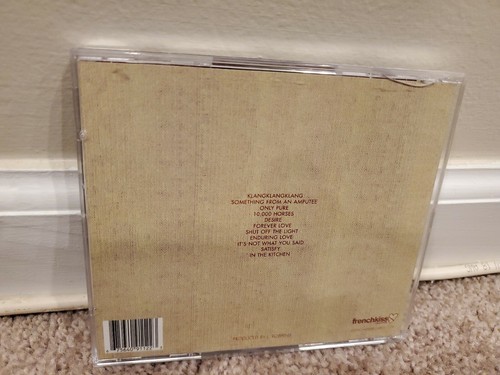 KLANGKLANGKLANG
SOMETHING FROM AN AMPUTEE
ONLY PURE
10,000 HORSES
DESIRE
FOREVER LOVE
SHUT OFF THE LIGHT
ENDURING LOVE
IT'S NOT WHAT YOU SAID
SATISFY
IN THE KITCHEN
frenchkiss